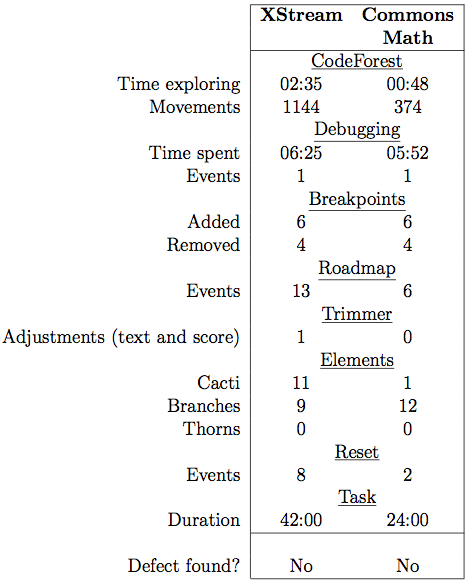 XStream Commons
Math
CodeForest
Time exploring 02:35 00:48
Movements 1144 374
Debugging
Time spent 06:25 05:52
Events 1 1
Breakpoints
Added 6 6
Removed 4 4
Roadmap
Events 13 6
Trimmer
Adjustments (text and score) 1 0
Elements
Cacti 11 1
Branches 9 12
Thorns 0 0
Reset
Events 8 2
Task
Duration 42:00 24:00
Defect found? No No